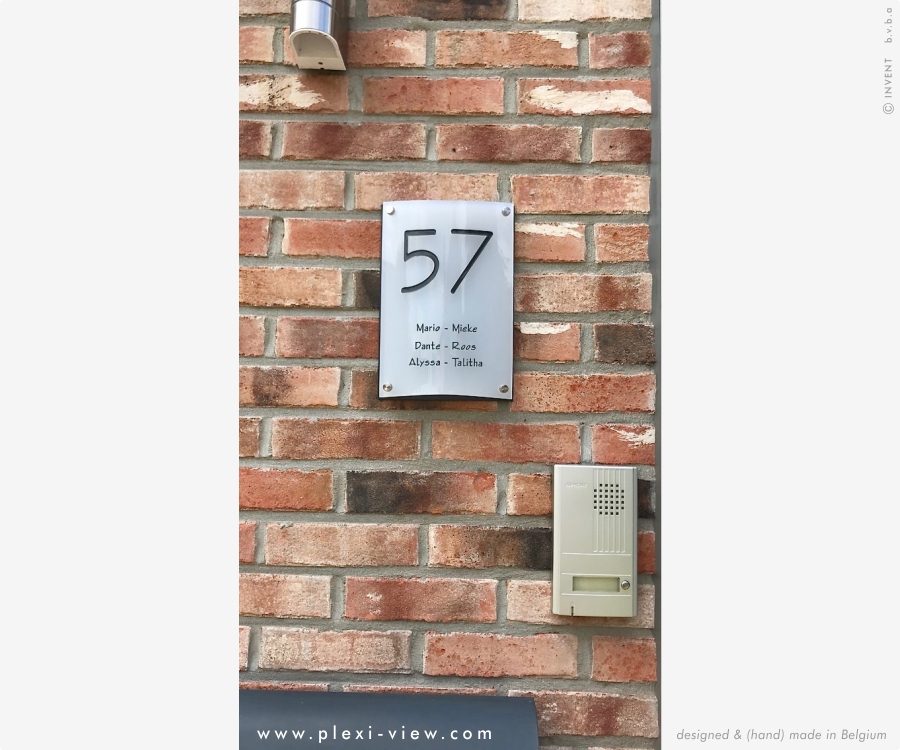 © INVENT b.v.b.a
57
Mario - Mieke
Dante - Roos
Alyssa - Talitha
www.plexi-view.com
designed & (hand) made in Belgium